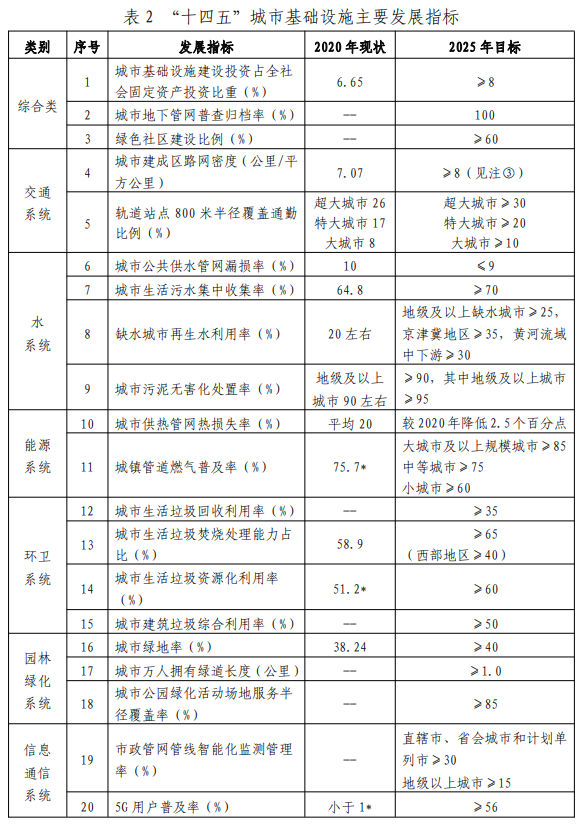 表 2 “十四五”城市基础设施主要发展指标
类别 序号 发展指标 2020 年现状 2025 年目标
综合类
1 城市基础设施建设投资占全社
会固定资产投资比重（%） 6.65 ≥8
2 城市地下管网普查归档率（%） —— 100
3 绿色社区建设比例（%） —— ≥60
交通
系统
4 城市建成区路网密度（公里/平
方公里） 7.07 ≥8（见注③）
5 轨道站点 800 米半径覆盖通勤
比例（%）
超大城市 26
特大城市 17
大城市 8
超大城市≥30
特大城市≥20
大城市≥10
水
系统
6 城市公共供水管网漏损率（%） 10 ≤9
7 城市生活污水集中收集率（%） 64.8 ≥70
8 缺水城市再生水利用率（%） 20 左右
地级及以上缺水城市≥25，
京津冀地区≥35，黄河流域
中下游≥30
9 城市污泥无害化处置率（%）
地级及以上
城市 90 左右
≥90，其中地级及以上城市
≥95
能源
系统
10 城市供热管网热损失率（%） 平均 20 较2020年降低2.5个百分点
11 城镇管道燃气普及率（%） 75.7*
大城市及以上规模城市≥85
中等城市≥75
小城市≥60
环卫
系统
12 城市生活垃圾回收利用率（%） —— ≥35
13 城市生活垃圾焚烧处理能力占
比（%） 58.9
≥65
（西部地区≥40）
14 城市生活垃圾资源化利用率
（%） 51.2* ≥60
15 城市建筑垃圾综合利用率（%） —— ≥50
园林
绿化
系统
16 城市绿地率（%） 38.24 ≥40
17 城市万人拥有绿道长度（公里） —— ≥1.0
18 城市公园绿化活动场地服务半
径覆盖率（%） —— ≥85
信息
通信
系统
19 市政管网管线智能化监测管理
率（%） ——
直辖市、省会城市和计划单
列市≥30
地级以上城市≥15
20 5G 用户普及率（%） 小于 1* ≥56